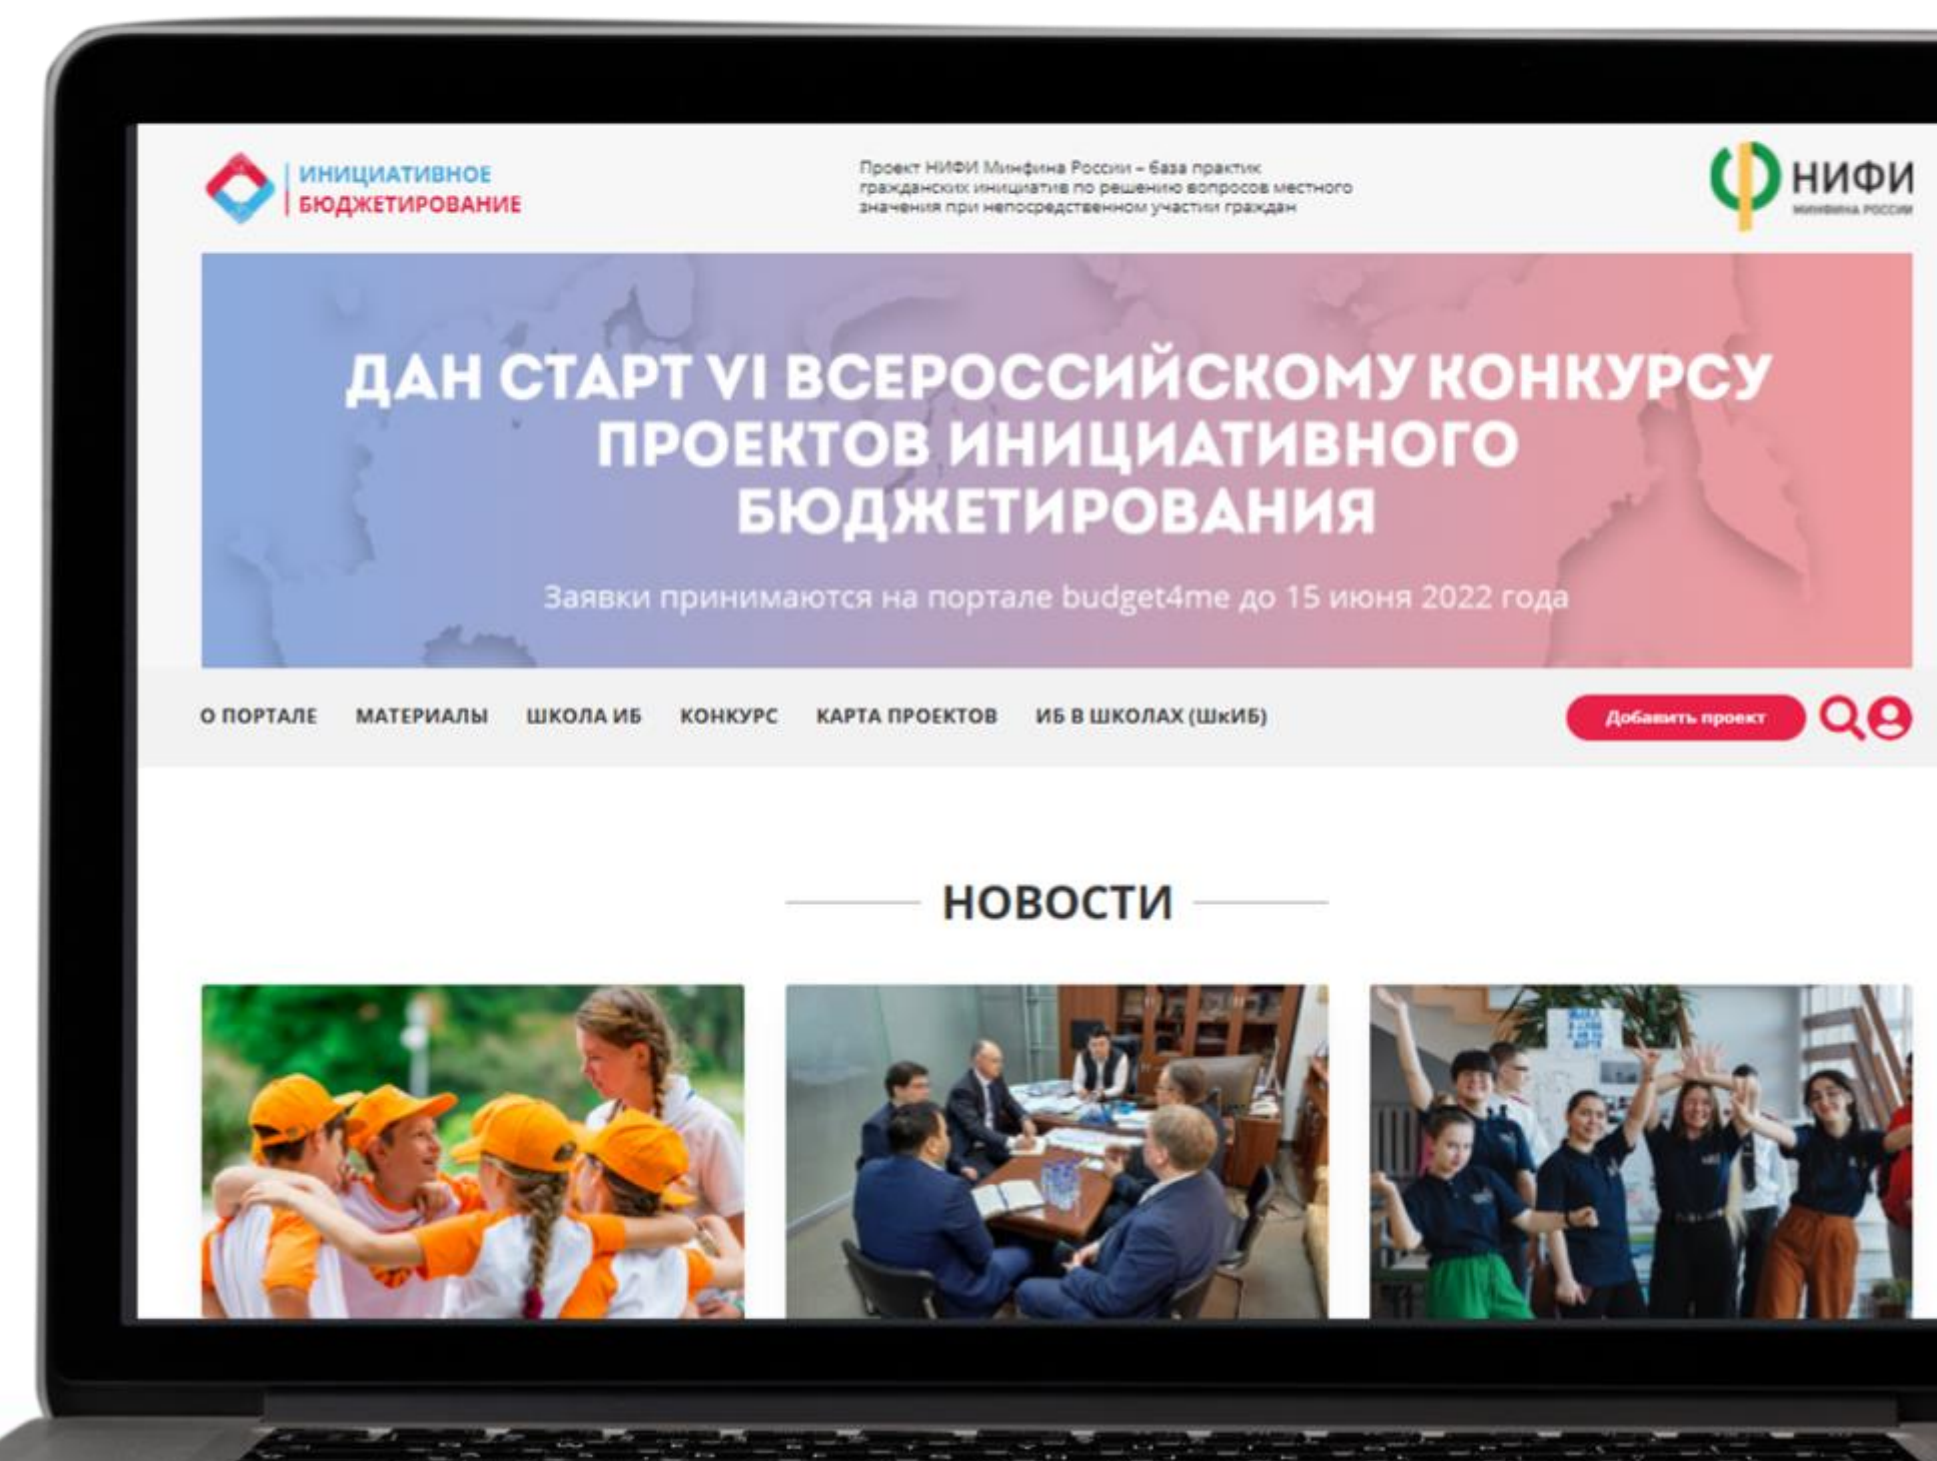 ИНИЦИАТИВНОЕ
БЮДЖЕТИРОВАНИЕ
Проект НИФИ Минфина России – база практик
гражданских инициатив по решению вопросов местного
значения при непосредственном участии граждан
НИФИ
МИНФИНА РОССИИ
ДАН СТАРТ VI ВСЕРОССИЙСКОМУ КОНКУРСУ
ПРОЕКТОВ ИНИЦИАТИВНОГО
БЮДЖЕТИРОВАНИЯ
Заявки принимаются на портале budget4me до 15 июня 2022 года
О ПОРТАЛЕ МАТЕРИАЛЫ ШКОЛА ИБ КОНКУРС КАРТА ПРОЕКТОВ ИБ В ШКОЛАХ (ШкИБ) Добавить проект
НОВОСТИ